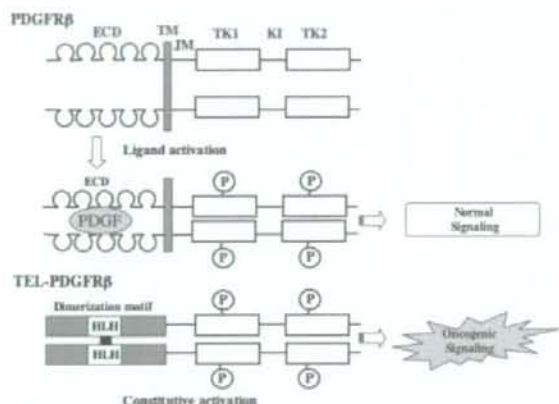 PDGFRβ
ECD TM JM TK1 KI TK2
Ligand activation
ECD
P P
PDGF
Normal
Signaling
P P
TEL-PDGFRβ
Dimerization motif
P P
HLH
HLH
Oncogenic
Signaling
P P
Constitutive activation